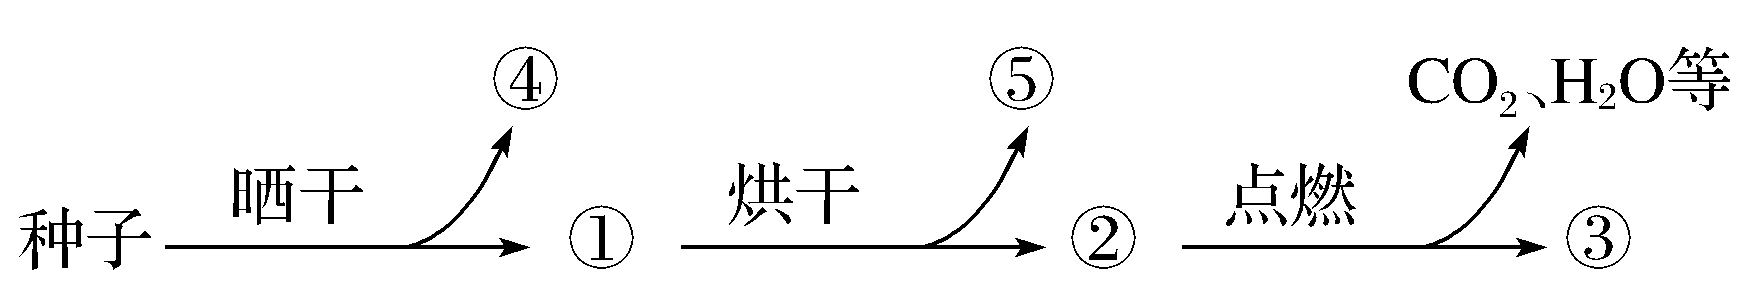 ④ ⑤ CO₂、H₂O等
晒干 烘干 点燃
种子 ① ② ③